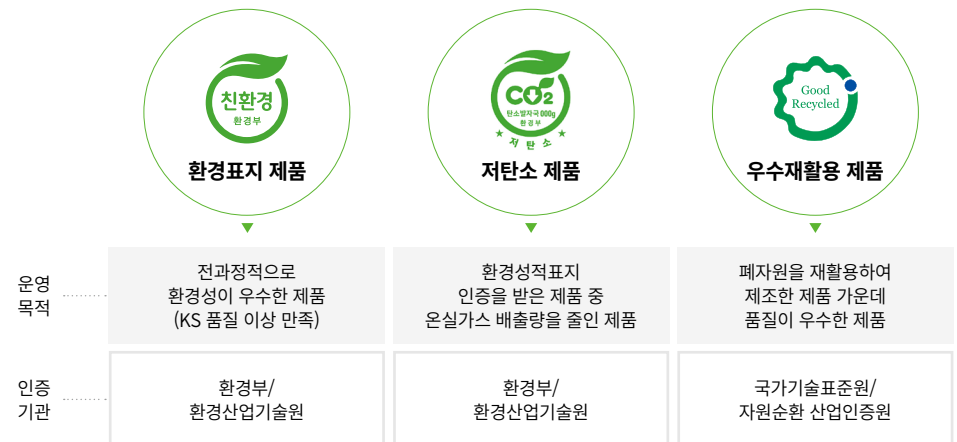 친환경
환경부
환경표지 제품
CO2
탄소발자국 000g
환경부
저탄소
저탄소 제품
Good
Recycled
우수재활용 제품
운영
목적
전과정적으로
환경성이 우수한 제품
(KS 품질 이상 만족)
환경성적표지
인증을 받은 제품 중
온실가스 배출량을 줄인 제품
폐자원을 재활용하여
제조한 제품 가운데
품질이 우수한 제품
인증
기관
환경부/
환경산업기술원
환경부/
환경산업기술원
국가기술표준원/
자원순환 산업인증원